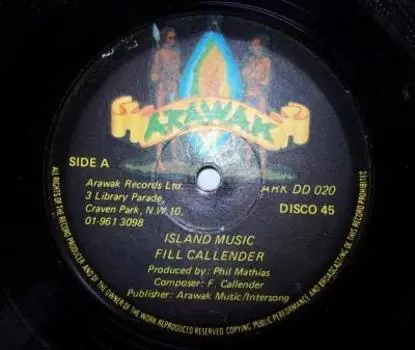 ARAWAK
SIDE A
Arawak Records Ltd.
3 Library Parade,
Craven Park, N.W.10.
01-961 3098
ARK DD 020
DISCO 45
ISLAND MUSIC
FILL CALLENDER
Produced by: Phil Mathias
Composer: F. Callender
Publisher: Arawak Music/Intersong
ALL RIGHTS OF THE RECORD PRODUCER, AND OF THE OWNER OF THE WORK REPRODUCED RESERVED. COPYING PUBLIC PERFORMANCE AND BROADCASTING OF THIS RECORD PROHIBITED